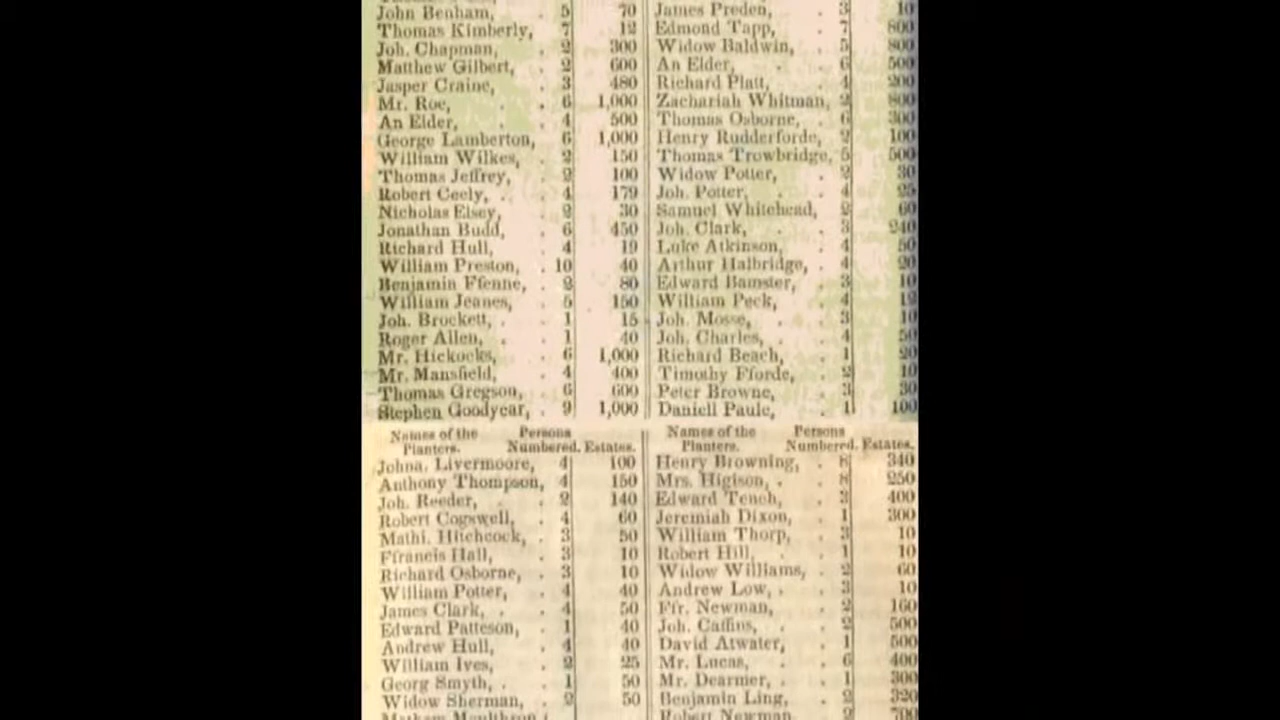 John Benham, 5 70
Thomas Kimberly, 7 12
Joh. Chapman, 2 300
Matthew Gilbert, 2 600
Jasper Craine, 3 480
Mr. Roe, 6 1,000
An Elder, 4 500
George Lamberton, 6 1,000
William Wilkes, 2 150
Thomas Jeffrey, 2 100
Robert Ceely, 4 179
Nicholas Elsey, 2 30
Jonathan Budd, 6 450
Richard Hull, 4 19
William Preston, 10 40
Benjamin Ffenne, 2 80
William Jeanes, 5 150
Joh. Brockett, 1 15
Roger Allen, 1 40
Mr. Hickocks, 6 1,000
Mr. Mansfield, 4 400
Thomas Gregson, 6 600
Stephen Goodyear, 9 1,000
James Preden, 3 10
Edmond Tapp, 7 800
Widow Baldwin, 5 800
An Elder, 6 500
Richard Platt, 4 200
Zachariah Whitman, 2 800
Thomas Osborne, 6 300
Henry Rudderforde, 2 100
Thomas Trowbridge, 5 500
Widow Potter, 2 30
Joh. Potter, 4 25
Samuel Whitehead, 2 60
Joh. Clark, 3 240
Luke Atkinson, 4 50
Arthur Halbridge, 4 20
Edward Banister, 3 10
William Peck, 4 12
Joh. Mosse, 3 10
Joh. Charles, 4 50
Richard Beach, 1 20
Timothy Fforde, 2 10
Peter Browne, 3 30
Daniell Paule, 1 100
Names of the Persons
Planters. Numbered. Estates.
Johna. Livermoore, 4 100
Anthony Thompson, 4 150
Joh. Reeder, 2 140
Robert Cogswell, 4 60
Mathi. Hitchcock, 3 50
Ffrancis Hall, 3 10
Richard Osborne, 3 10
William Potter, 4 40
James Clark, 4 50
Edward Patteson, 1 40
Andrew Hull, 4 40
William Ives, 2 25
Georg Smyth, 1 50
Widow Sherman, 2 50
Names of the Persons
Planters. Numbered. Estates.
Henry Browning, 8 340
Mrs. Higison, 8 250
Edward Tench, 3 400
Jeremiah Dixon, 1 300
William Thorp, 3 10
Robert Hill, 1 10
Widow Williams, 2 60
Andrew Low, 3 10
Ffr. Newman, 2 160
Joh. Caffins, 2 500
David Atwater, 1 500
Mr. Lucas, 6 400
Mr. Dearmer, 1 300
Benjamin Ling, 2 320
Robert Newman, 2 700